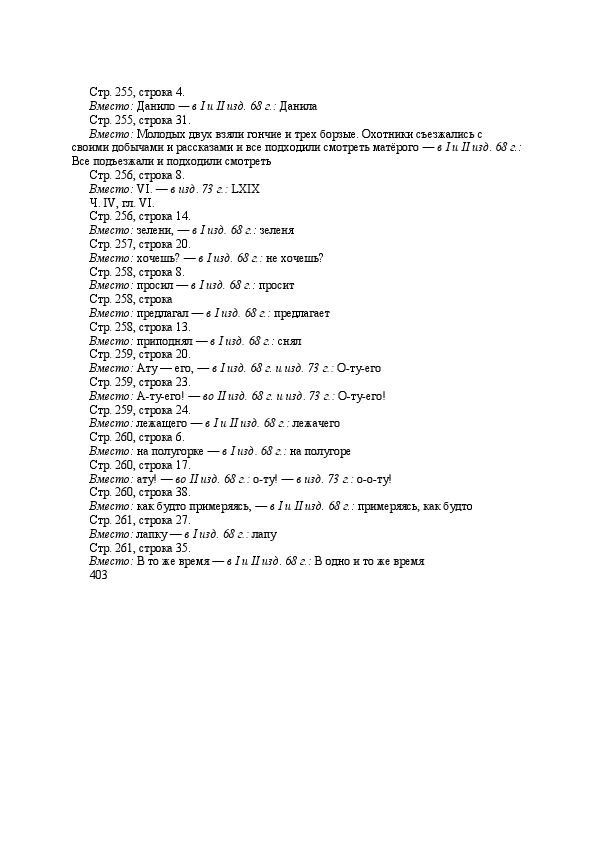 Стр. 255, строка 4.
Вместо: Данило — в I и II изд. 68 г.: Данила
Стр. 255, строка 31.
Вместо: Молодых двух взяли гончие и трех борзые. Охотники съезжались с
своими добычами и рассказами и все подходили смотреть матёрого — в I и II изд. 68 г.:
Все подъезжали и подходили смотреть
Стр. 256, строка 8.
Вместо: VI. — в изд. 73 г.: LXIX
Ч. IV, гл. VI.
Стр. 256, строка 14.
Вместо: зелени, — в I изд. 68 г.: зеленя
Стр. 257, строка 20.
Вместо: хочешь? — в I изд. 68 г.: не хочешь?
Стр. 258, строка 8.
Вместо: просил — в I изд. 68 г.: просит
Стр. 258, строка
Вместо: предлагал — в I изд. 68 г.: предлагает
Стр. 258, строка 13.
Вместо: приподнял — в I изд. 68 г.: снял
Стр. 259, строка 20.
Вместо: Ату — его, — в I изд. 68 г. и изд. 73 г.: О-ту-его
Стр. 259, строка 23.
Вместо: А-ту-его! — во II изд. 68 г. и изд. 73 г.: О-ту-его!
Стр. 259, строка 24.
Вместо: лежащего — в I и II изд. 68 г.: лежачего
Стр. 260, строка 6.
Вместо: на полугорке — в I изд. 68 г.: на полугоре
Стр. 260, строка 17.
Вместо: ату! — во II изд. 68 г.: о-ту! — в изд. 73 г.: о-о-ту!
Стр. 260, строка 38.
Вместо: как будто примеряясь, — в I и II изд. 68 г.: примеряясь, как будто
Стр. 261, строка 27.
Вместо: лапку — в I изд. 68 г.: лапу
Стр. 261, строка 35.
Вместо: В то же время — в I и II изд. 68 г.: В одно и то же время
403